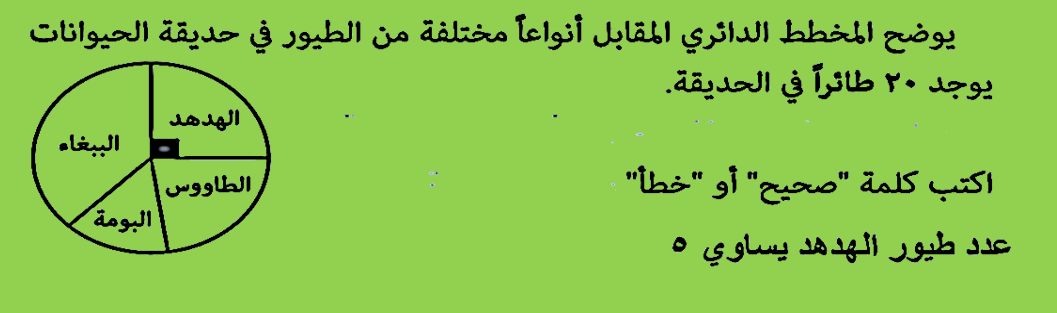 يوضح المخطط الدائري المقابل أنواعاً مختلفة من الطيور في حديقة الحيوانات
يوجد ٢٠ طائراً في الحديقة.
الهدهد
الببغاء
الطاووس
البومة
اكتب كلمة "صحيح" أو "خطأ"
عدد طيور الهدهد يساوي ٥